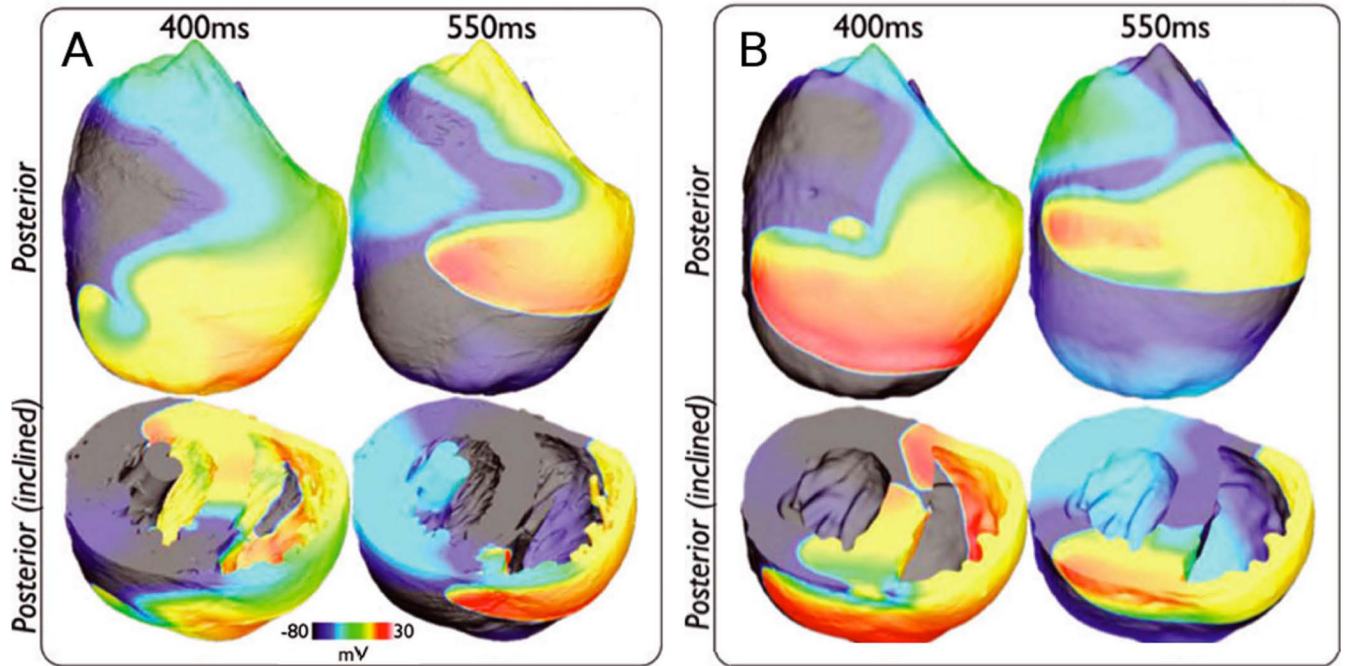 A
400ms 550ms
Posterior
Posterior (inclined)
-80 30
mV
B
400ms 550ms
Posterior
Posterior (inclined)